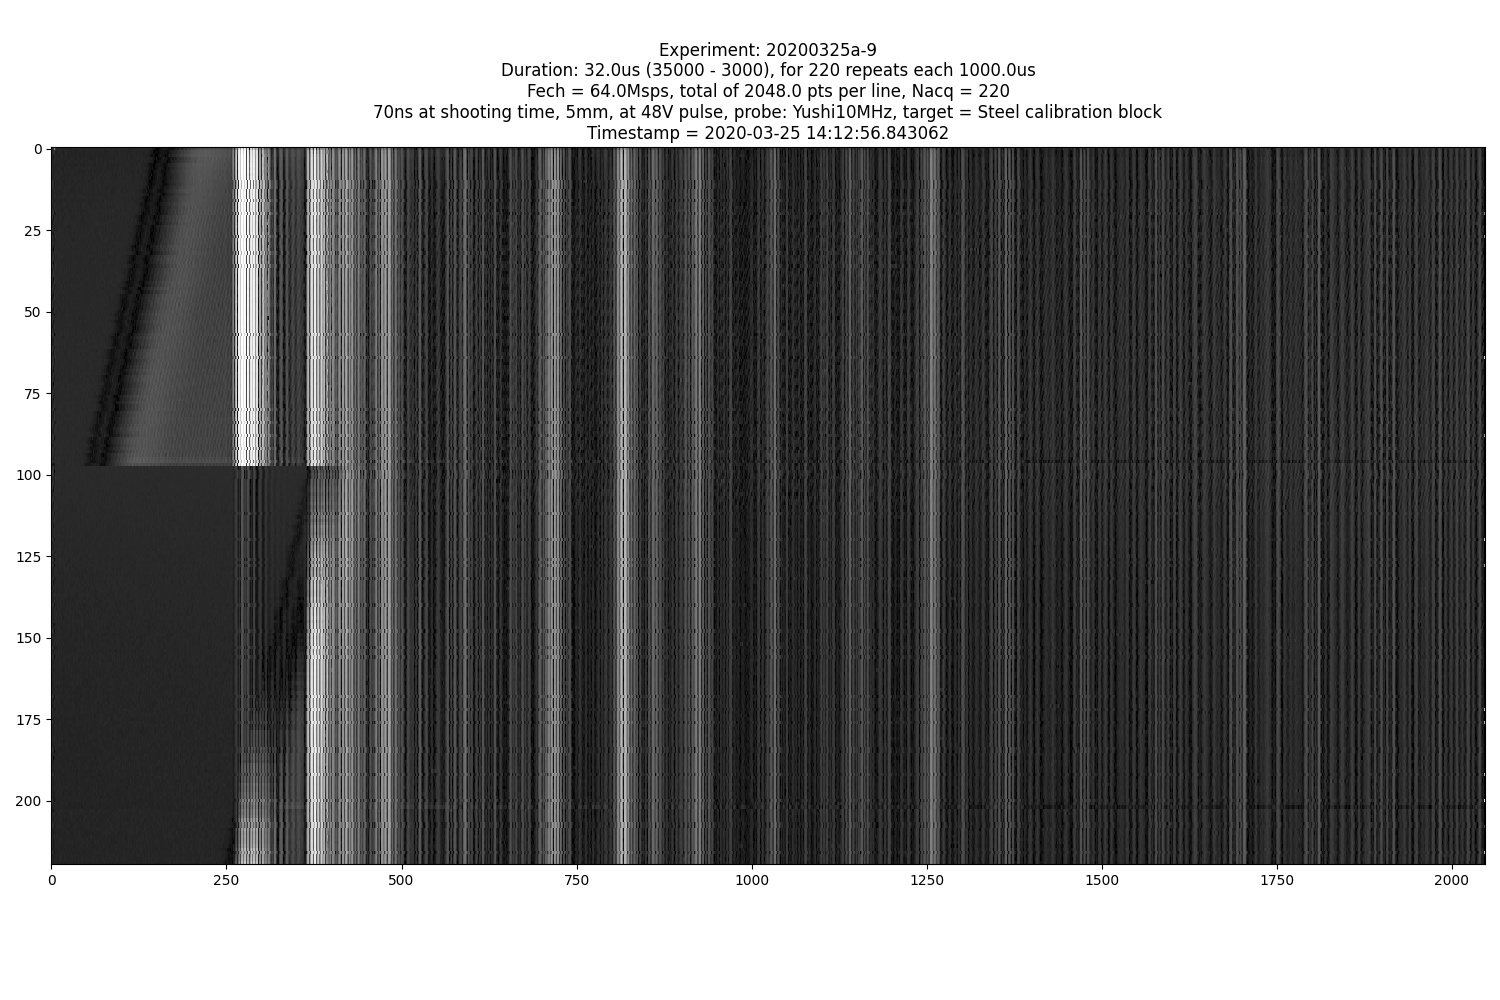 Experiment: 20200325a-9
Duration: 32.0us (35000 - 3000), for 220 repeats each 1000.0us
Fech = 64.0Msps, total of 2048.0 pts per line, Nacq = 220
70ns at shooting time, 5mm, at 48V pulse, probe: Yushi10MHz, target = Steel calibration block
Timestamp = 2020-03-25 14:12:56.843062
0
25
50
75
100
125
150
175
200
0 250 500 750 1000 1250 1500 1750 2000